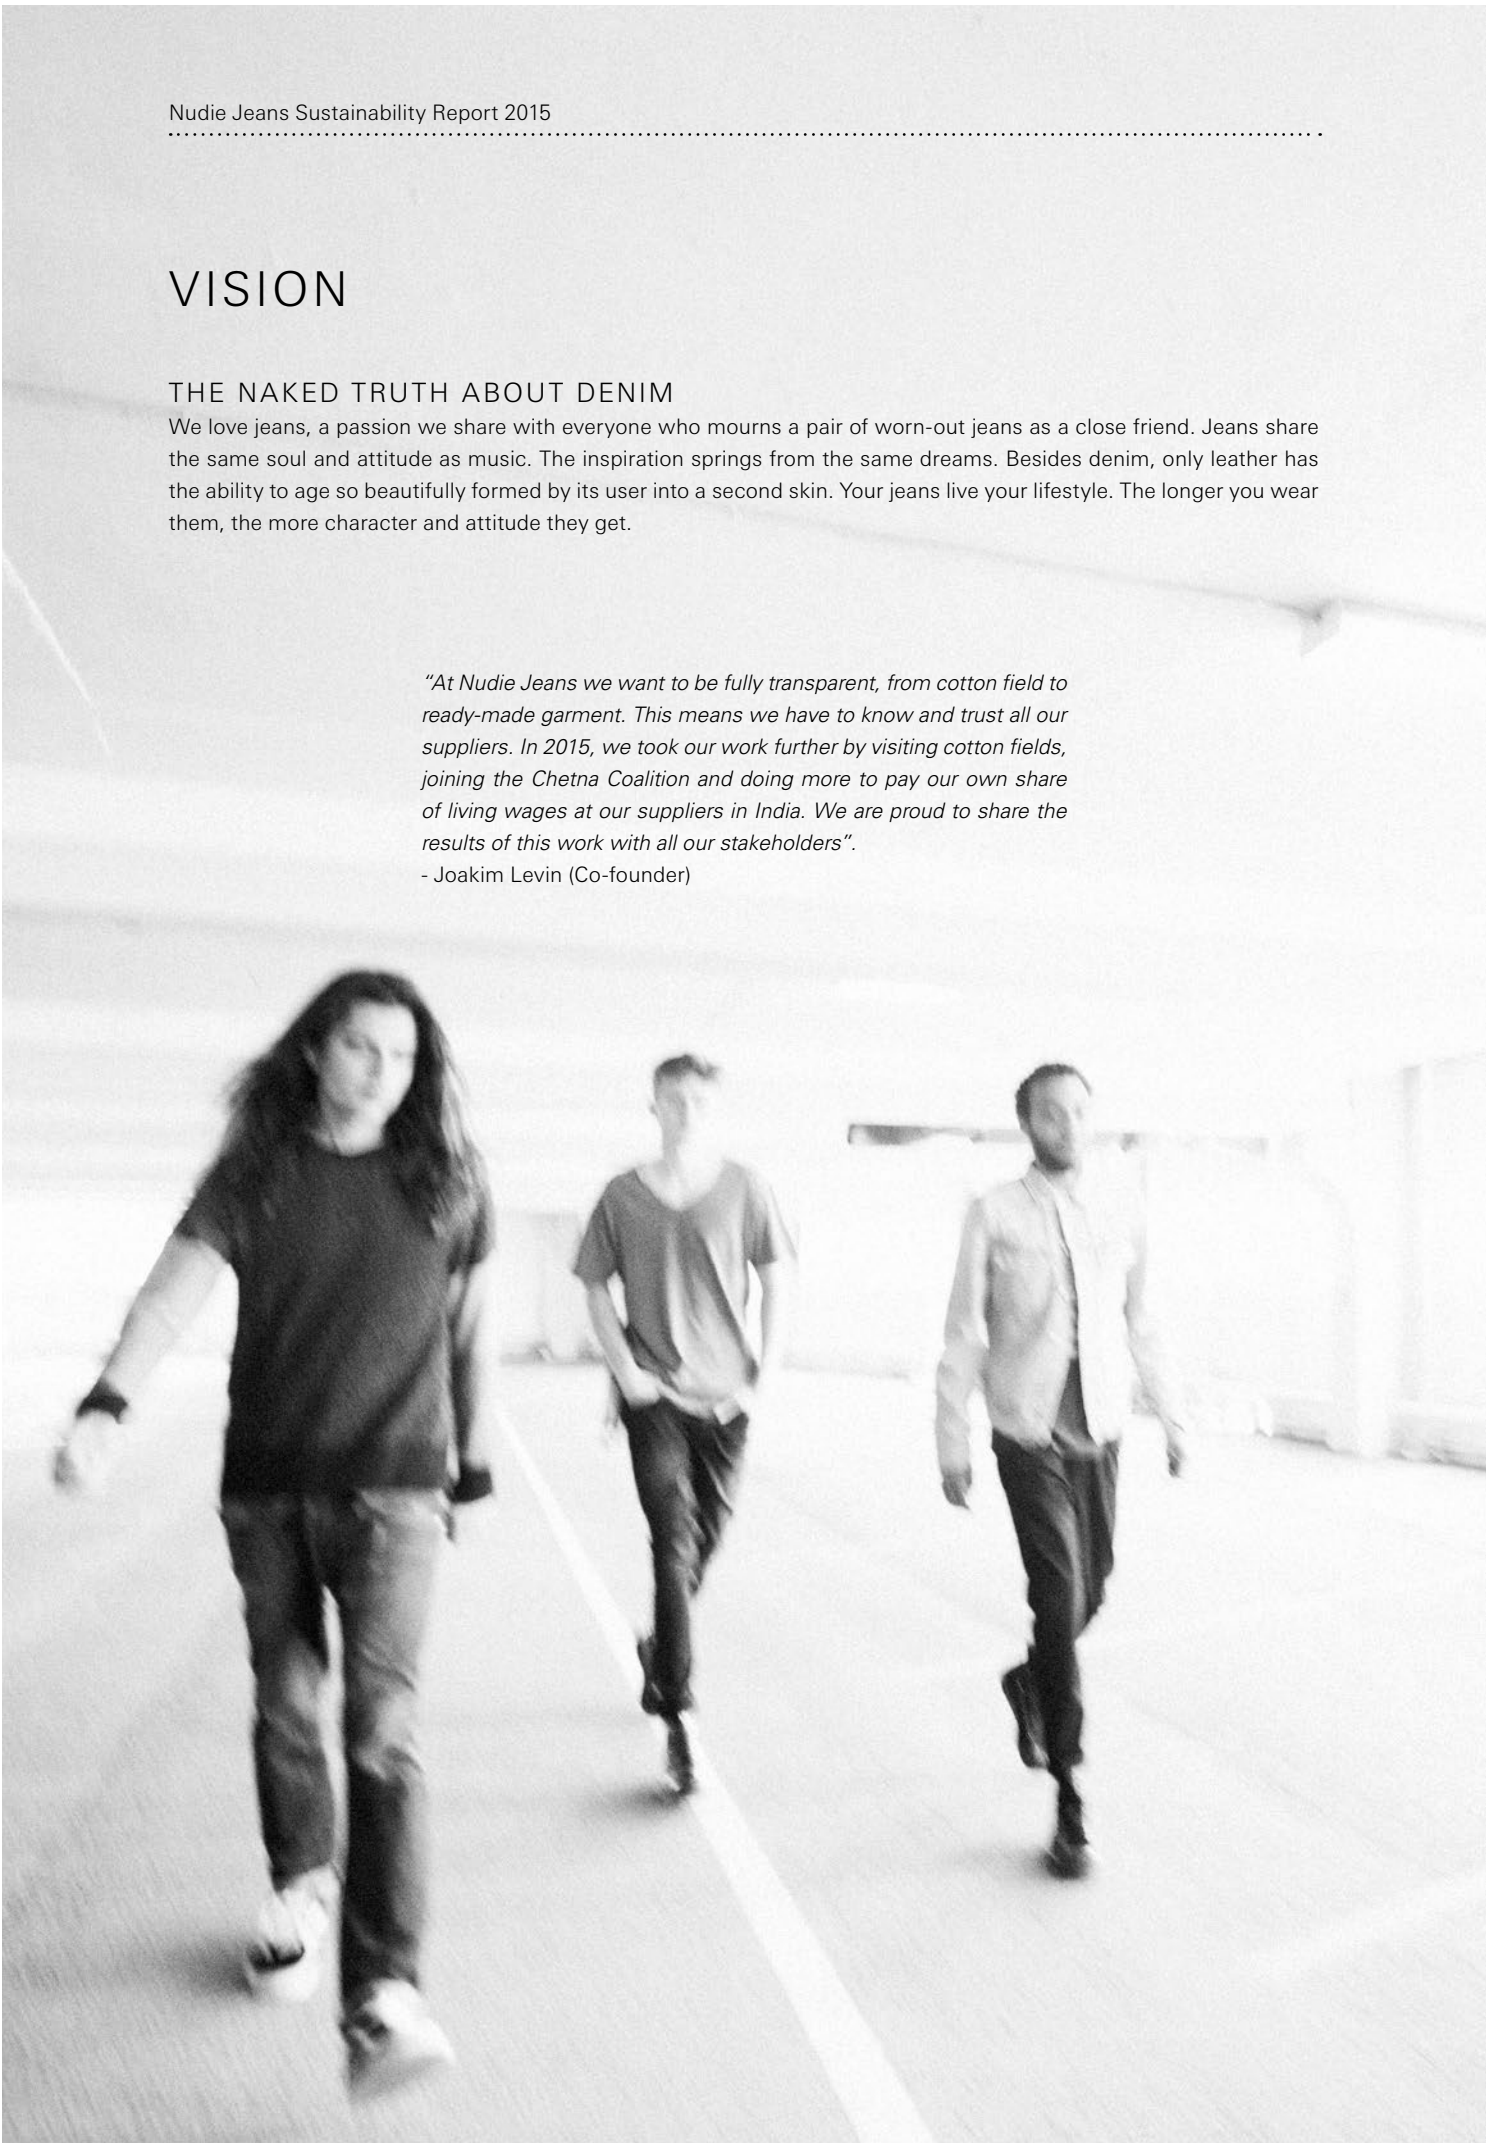 Nudie Jeans Sustainability Report 2015
VISION
THE NAKED TRUTH ABOUT DENIM
We love jeans, a passion we share with everyone who mourns a pair of worn-out jeans as a close friend. Jeans share
the same soul and attitude as music. The inspiration springs from the same dreams. Besides denim, only leather has
the ability to age so beautifully formed by its user into a second skin. Your jeans live your lifestyle. The longer you wear
them, the more character and attitude they get.
“At Nudie Jeans we want to be fully transparent, from cotton field to
ready-made garment. This means we have to know and trust all our
suppliers. In 2015, we took our work further by visiting cotton fields,
joining the Chetna Coalition and doing more to pay our own share
of living wages at our suppliers in India. We are proud to share the
results of this work with all our stakeholders”.
- Joakim Levin (Co-founder)